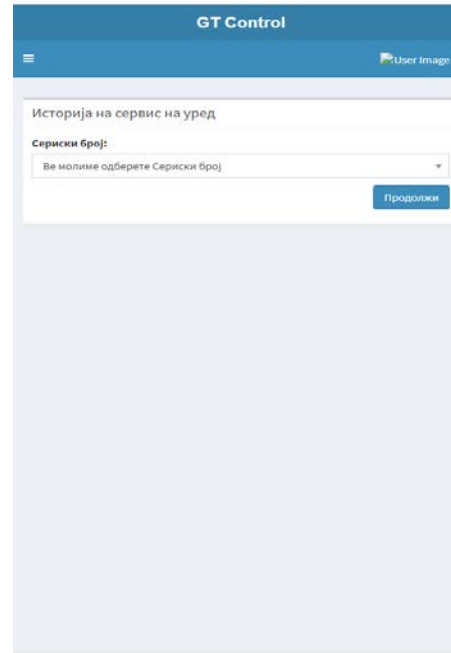 GT Control
User Image
Историја на сервис на уред
Сериски број:
Ве молиме одберете Сериски број
Продолжи